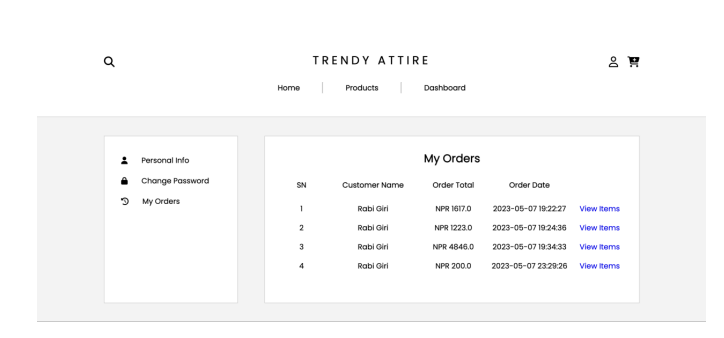 TRENDY ATTIRE
Home Products Dashboard
Personal Info
Change Password
My Orders
My Orders
SN Customer Name Order Total Order Date
1 Rabi Giri NPR 1617.0 2023-05-07 19:22:27 View Items
2 Rabi Giri NPR 1223.0 2023-05-07 19:24:36 View Items
3 Rabi Giri NPR 4846.0 2023-05-07 19:34:33 View Items
4 Rabi Giri NPR 200.0 2023-05-07 23:29:26 View Items